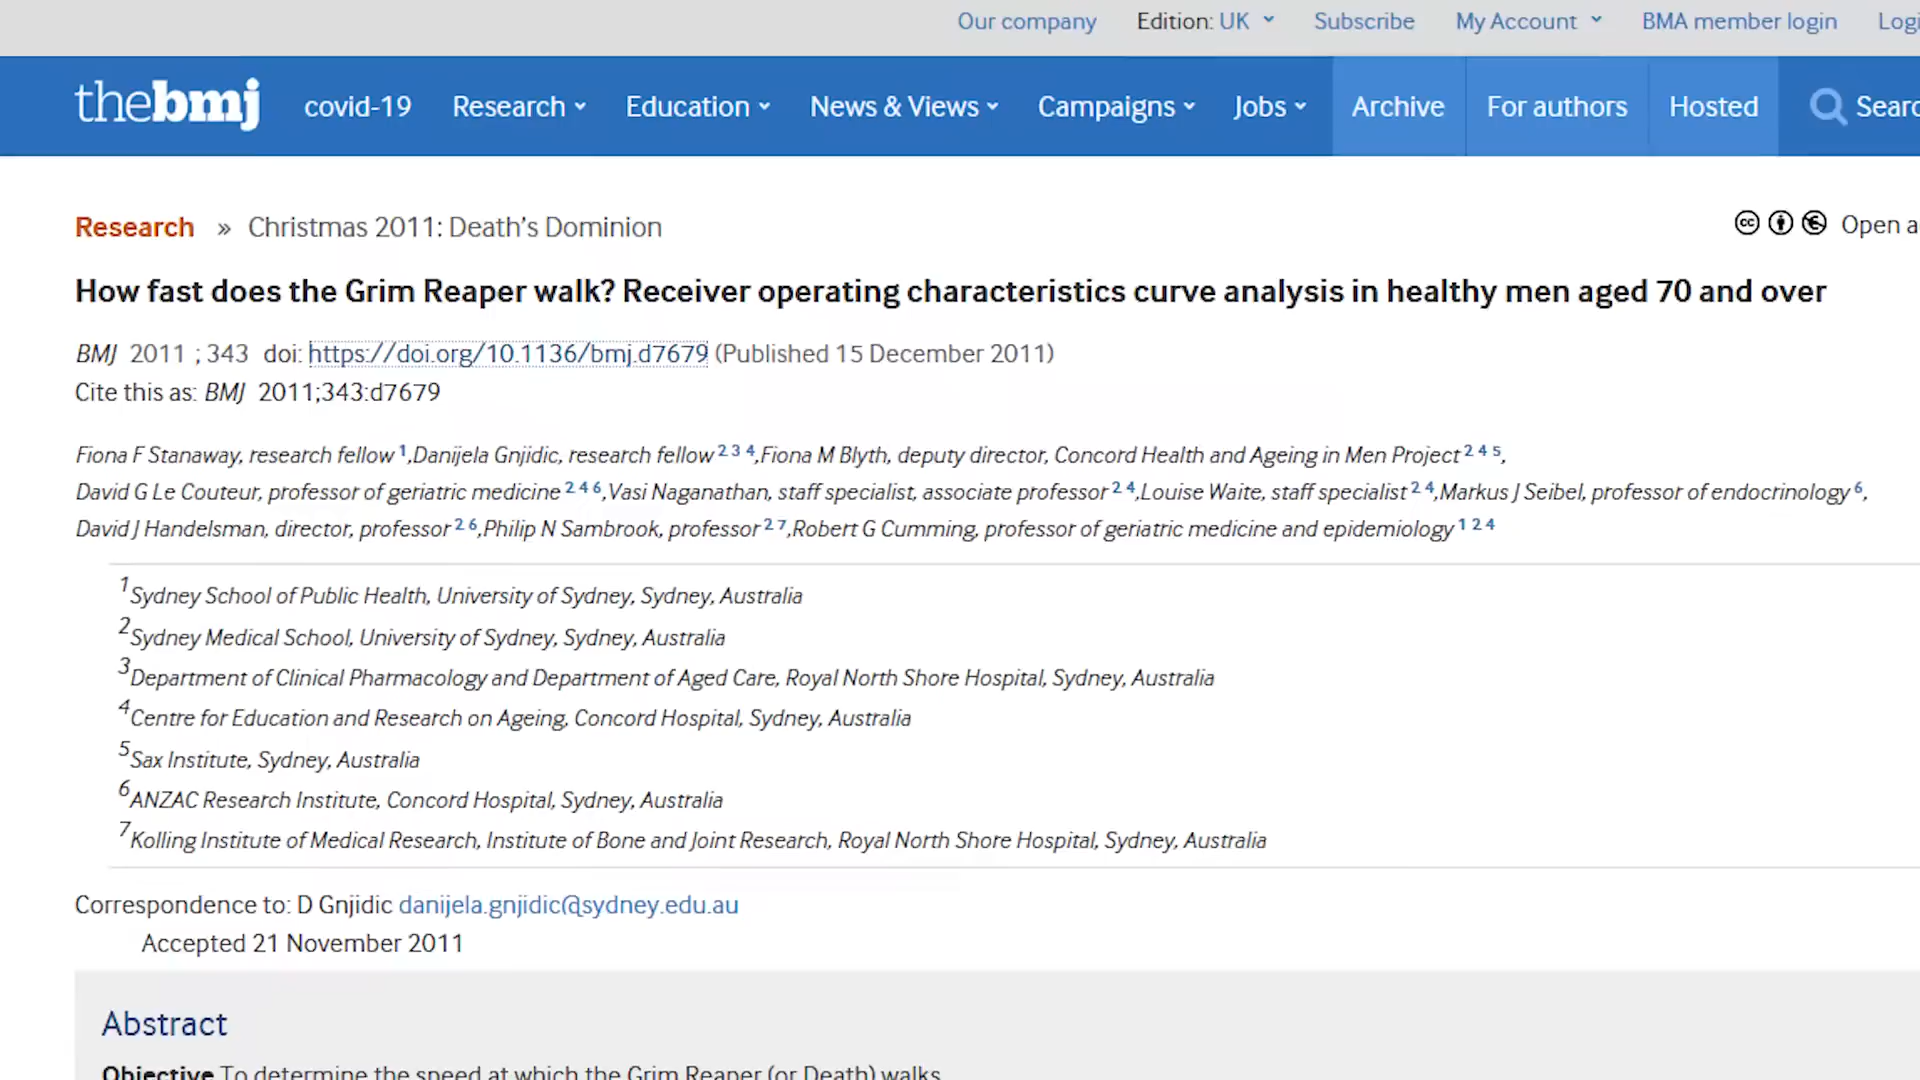 Our company Edition: UK Subscribe My Account BMA member login
thebmj covid-19 Research Education News & Views Campaigns Jobs Archive For authors Hosted
Research » Christmas 2011: Death's Dominion Open
How fast does the Grim Reaper walk? Receiver operating characteristics curve analysis in healthy men aged 70 and over
BMJ 2011 ; 343 doi: https://doi.org/10.1136/bmj.d7679 (Published 15 December 2011)
Cite this as: BMJ 2011;343:d7679
Fiona F Stanaway, research fellow 1,Danijela Gnjidic, research fellow 2 3 4,Fiona M Blyth, deputy director, Concord Health and Ageing in Men Project 2 4 5,
David G Le Couteur, professor of geriatric medicine 2 4 6,Vasi Naganathan, staff specialist, associate professor 2 4,Louise Waite, staff specialist 2 4,Markus J Seibel, professor of endocrinology 6,
David J Handelsman, director, professor 2 6,Philip N Sambrook, professor 2 7,Robert G Cumming, professor of geriatric medicine and epidemiology 1 2 4
1Sydney School of Public Health, University of Sydney, Sydney, Australia
2Sydney Medical School, University of Sydney, Sydney, Australia
3Department of Clinical Pharmacology and Department of Aged Care, Royal North Shore Hospital, Sydney, Australia
4Centre for Education and Research on Ageing, Concord Hospital, Sydney, Australia
5Sax Institute, Sydney, Australia
6ANZAC Research Institute, Concord Hospital, Sydney, Australia
7Kolling Institute of Medical Research, Institute of Bone and Joint Research, Royal North Shore Hospital, Sydney, Australia
Correspondence to: D Gnjidic danijela.gnjidic@sydney.edu.au
Accepted 21 November 2011
Abstract
Objective To determine the speed at which the Grim Reaper (or Death) walks